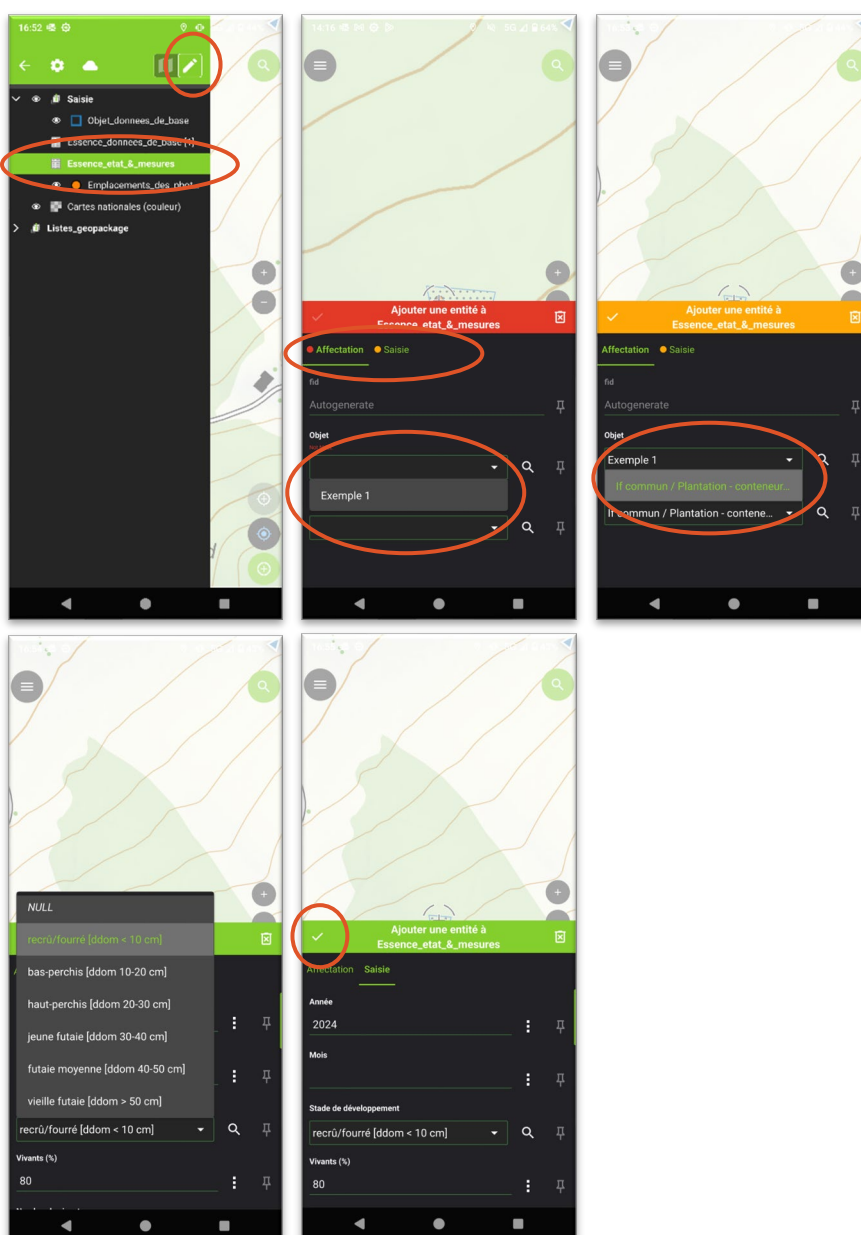 16:52
Saisie
Objet_donnees_de_base
Essence_donnees_de_base [1]
Essence_etat_&_mesures
Emplacements_des_phot
Cartes nationales (couleur)
Listes_geopackage
14:16 5G 64%
Ajouter une entité à
Essence_etat_&_mesures
Affectation Saisie
fid
Autogenerate
Objet
Exemple 1
Ajouter une entité à
Essence_etat_&_mesures
Affectation Saisie
fid
Autogenerate
Objet
Exemple 1
If commun / Plantation - conteneur...
If commun / Plantation - contene...
NULL
recrû/fourré [ddom < 10 cm]
bas-perchis [ddom 10-20 cm]
haut-perchis [ddom 20-30 cm]
jeune futaie [ddom 30-40 cm]
futaie moyenne [ddom 40-50 cm]
vieille futaie [ddom > 50 cm]
recrû/fourré [ddom < 10 cm]
Vivants (%)
80
Ajouter une entité à
Essence_etat_&_mesures
Affectation Saisie
Année
2024
Mois
Stade de développement
recrû/fourré [ddom < 10 cm]
Vivants (%)
80